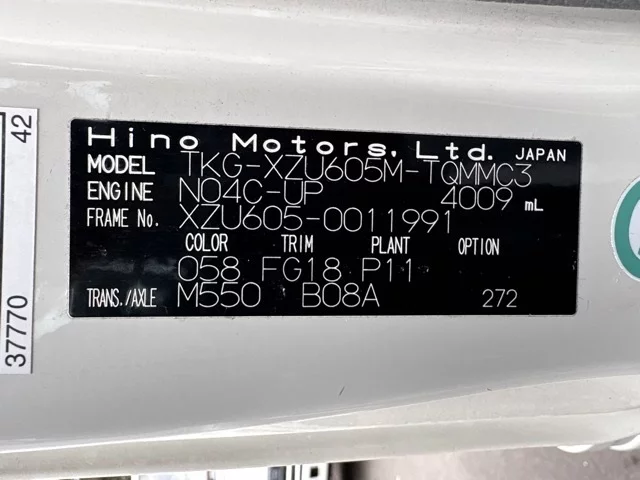 Hino Motors, Ltd. JAPAN
MODEL TKG-XZU605M-TQMMC3
ENGINE N04C-UP 4009 mL
FRAME No. XZU605-0011991
COLOR TRIM PLANT OPTION
058 FG18 P11
TRANS./AXLE M550 B08A 272
37770 42